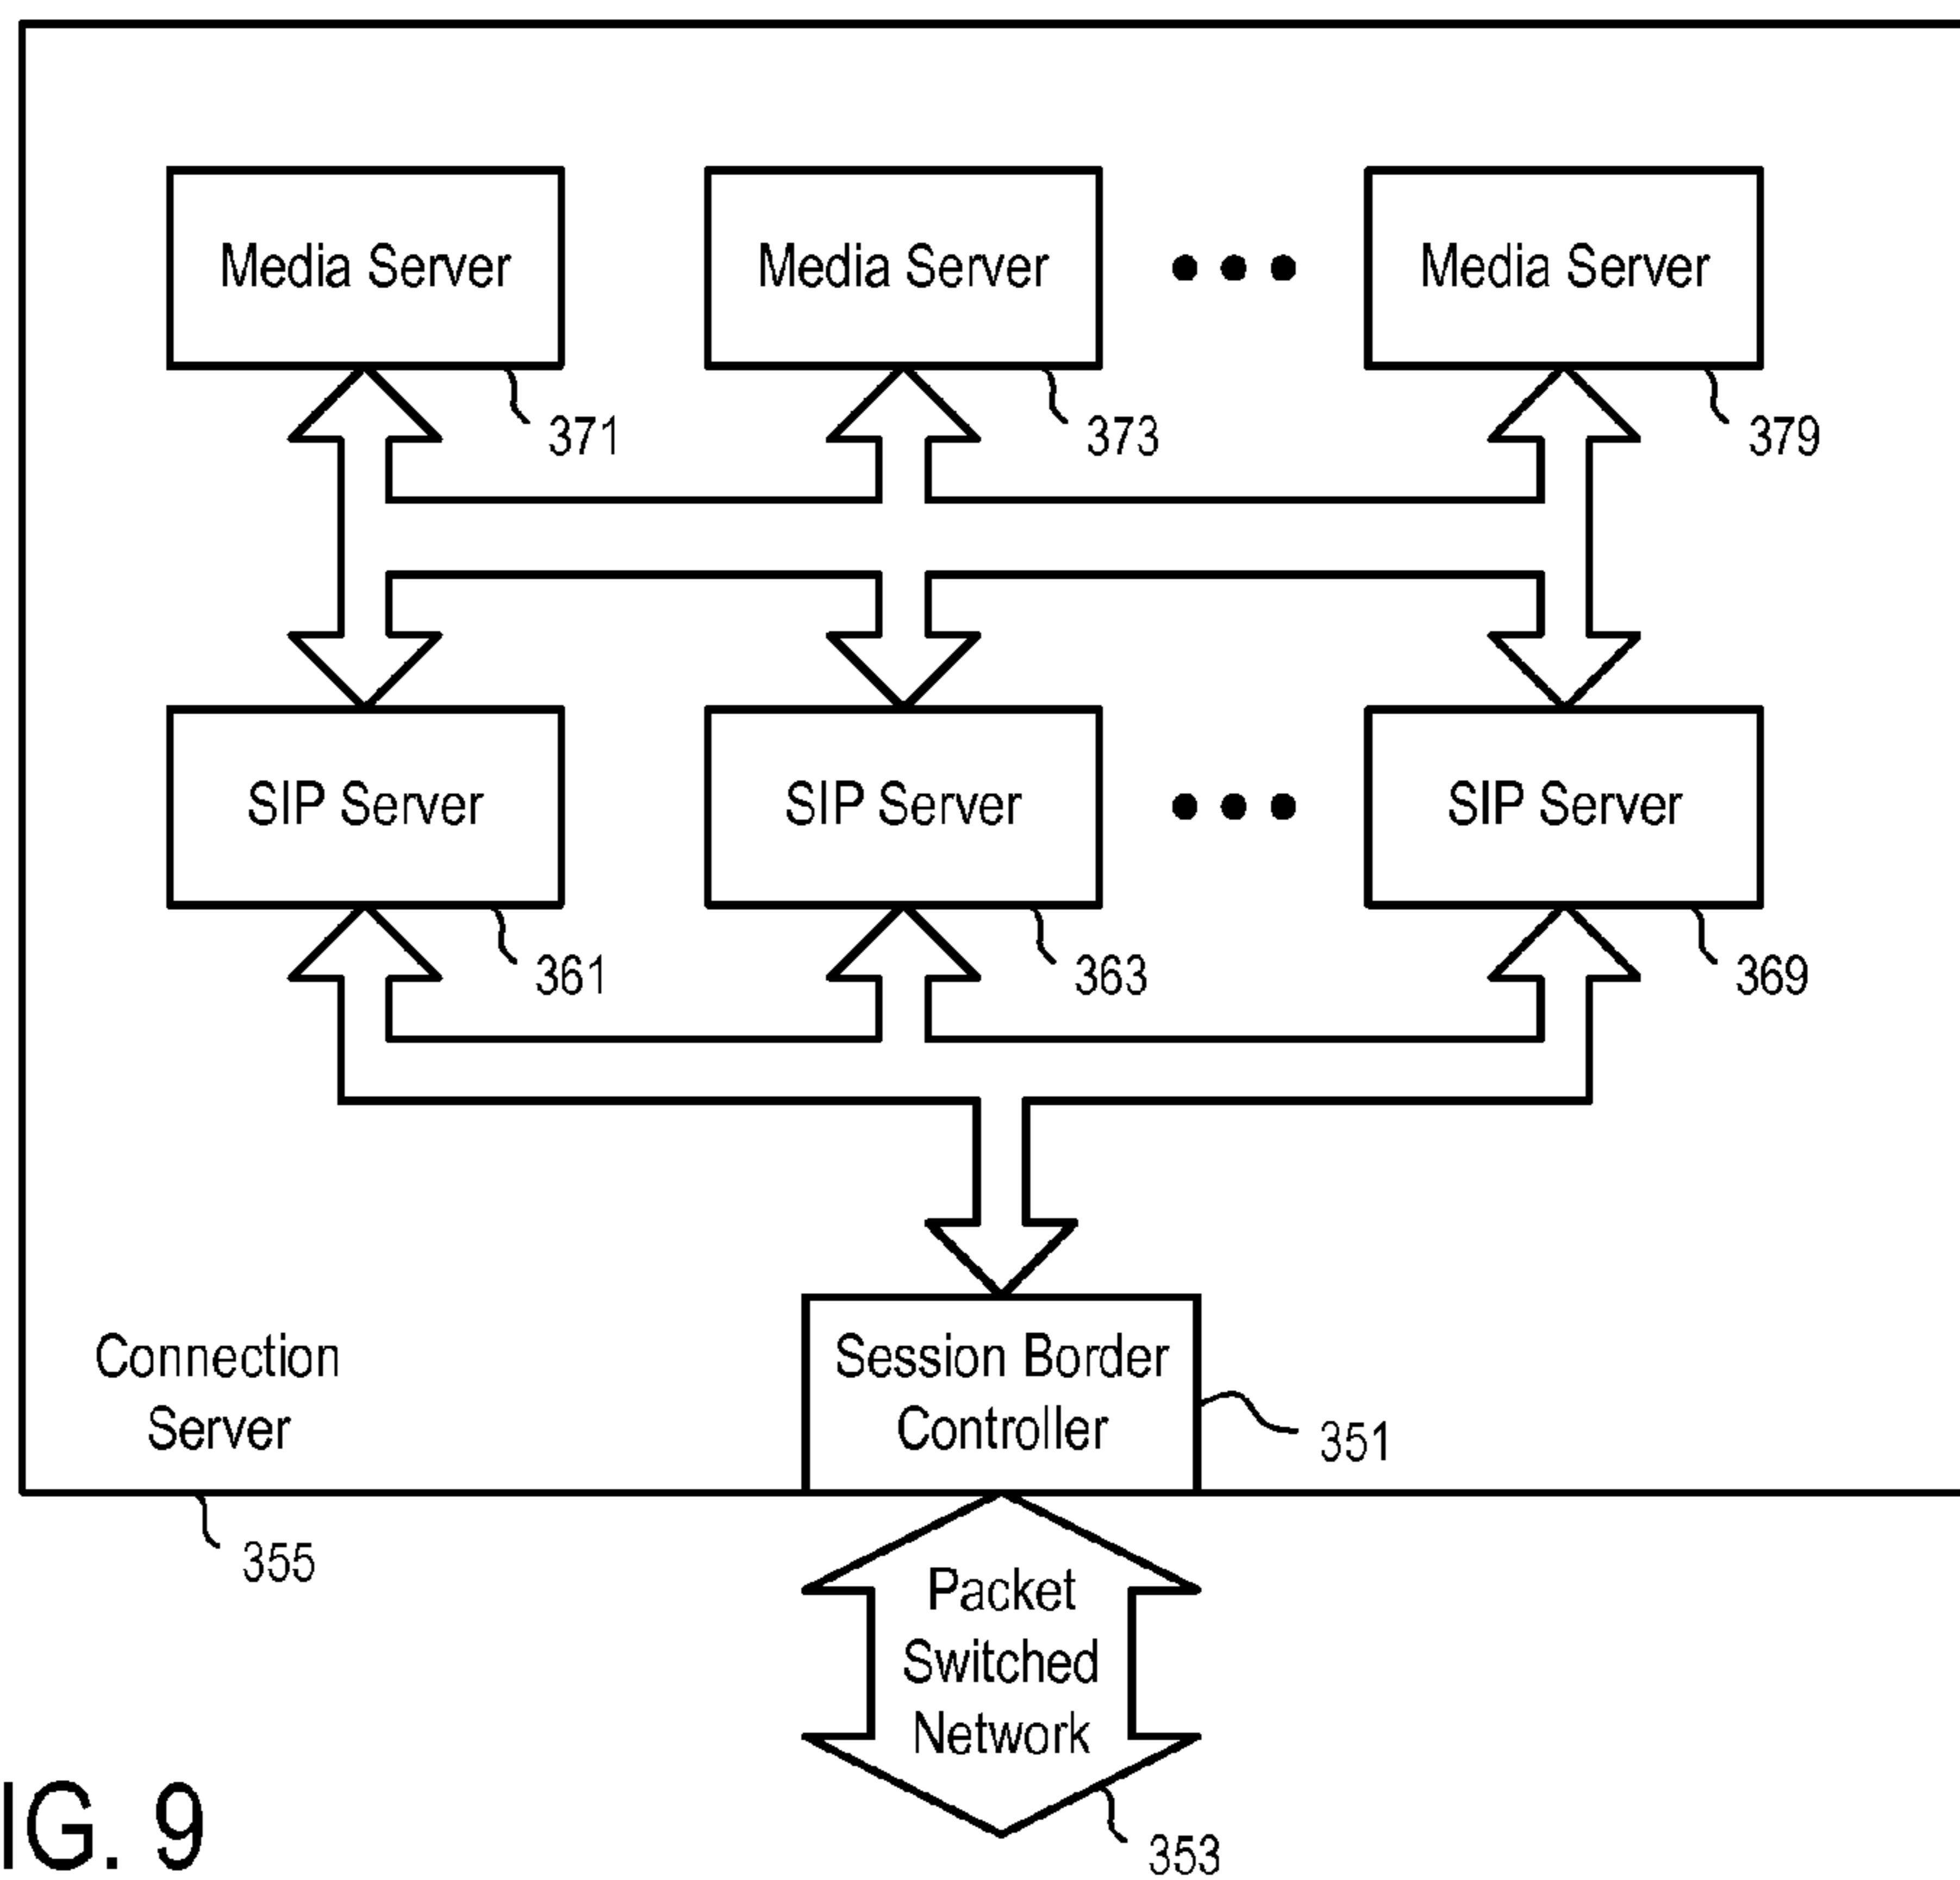 Media Server
Media Server
Media Server
371
373
379
SIP Server
SIP Server
SIP Server
361
363
369
Connection
Server
Session Border
Controller
351
355
Packet
Switched
Network
353
IG. 9